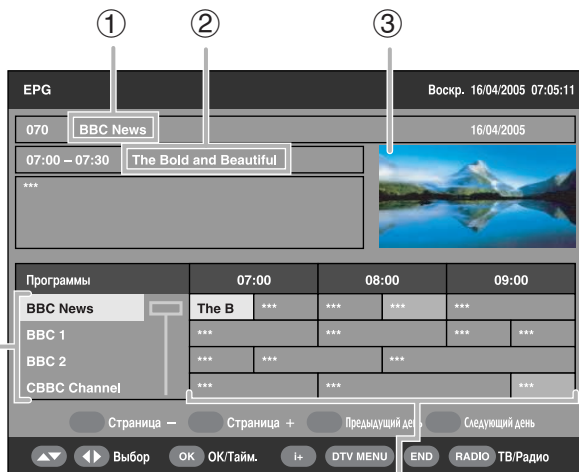 ① ② ③
EPG Воскр. 16/04/2005 07:05:11
070 BBC News 16/04/2005
07:00 – 07:30 The Bold and Beautiful
***
Программы 07:00 08:00 09:00
BBC News The B *** *** *** ***
BBC 1 *** *** *** ***
BBC 2 *** *** ***
CBBC Channel *** *** ***
Страница – Страница + Предыдущий день Следующий день
Выбор OK ОК/Тайм. i+ DTV MENU END RADIO ТВ/Радио